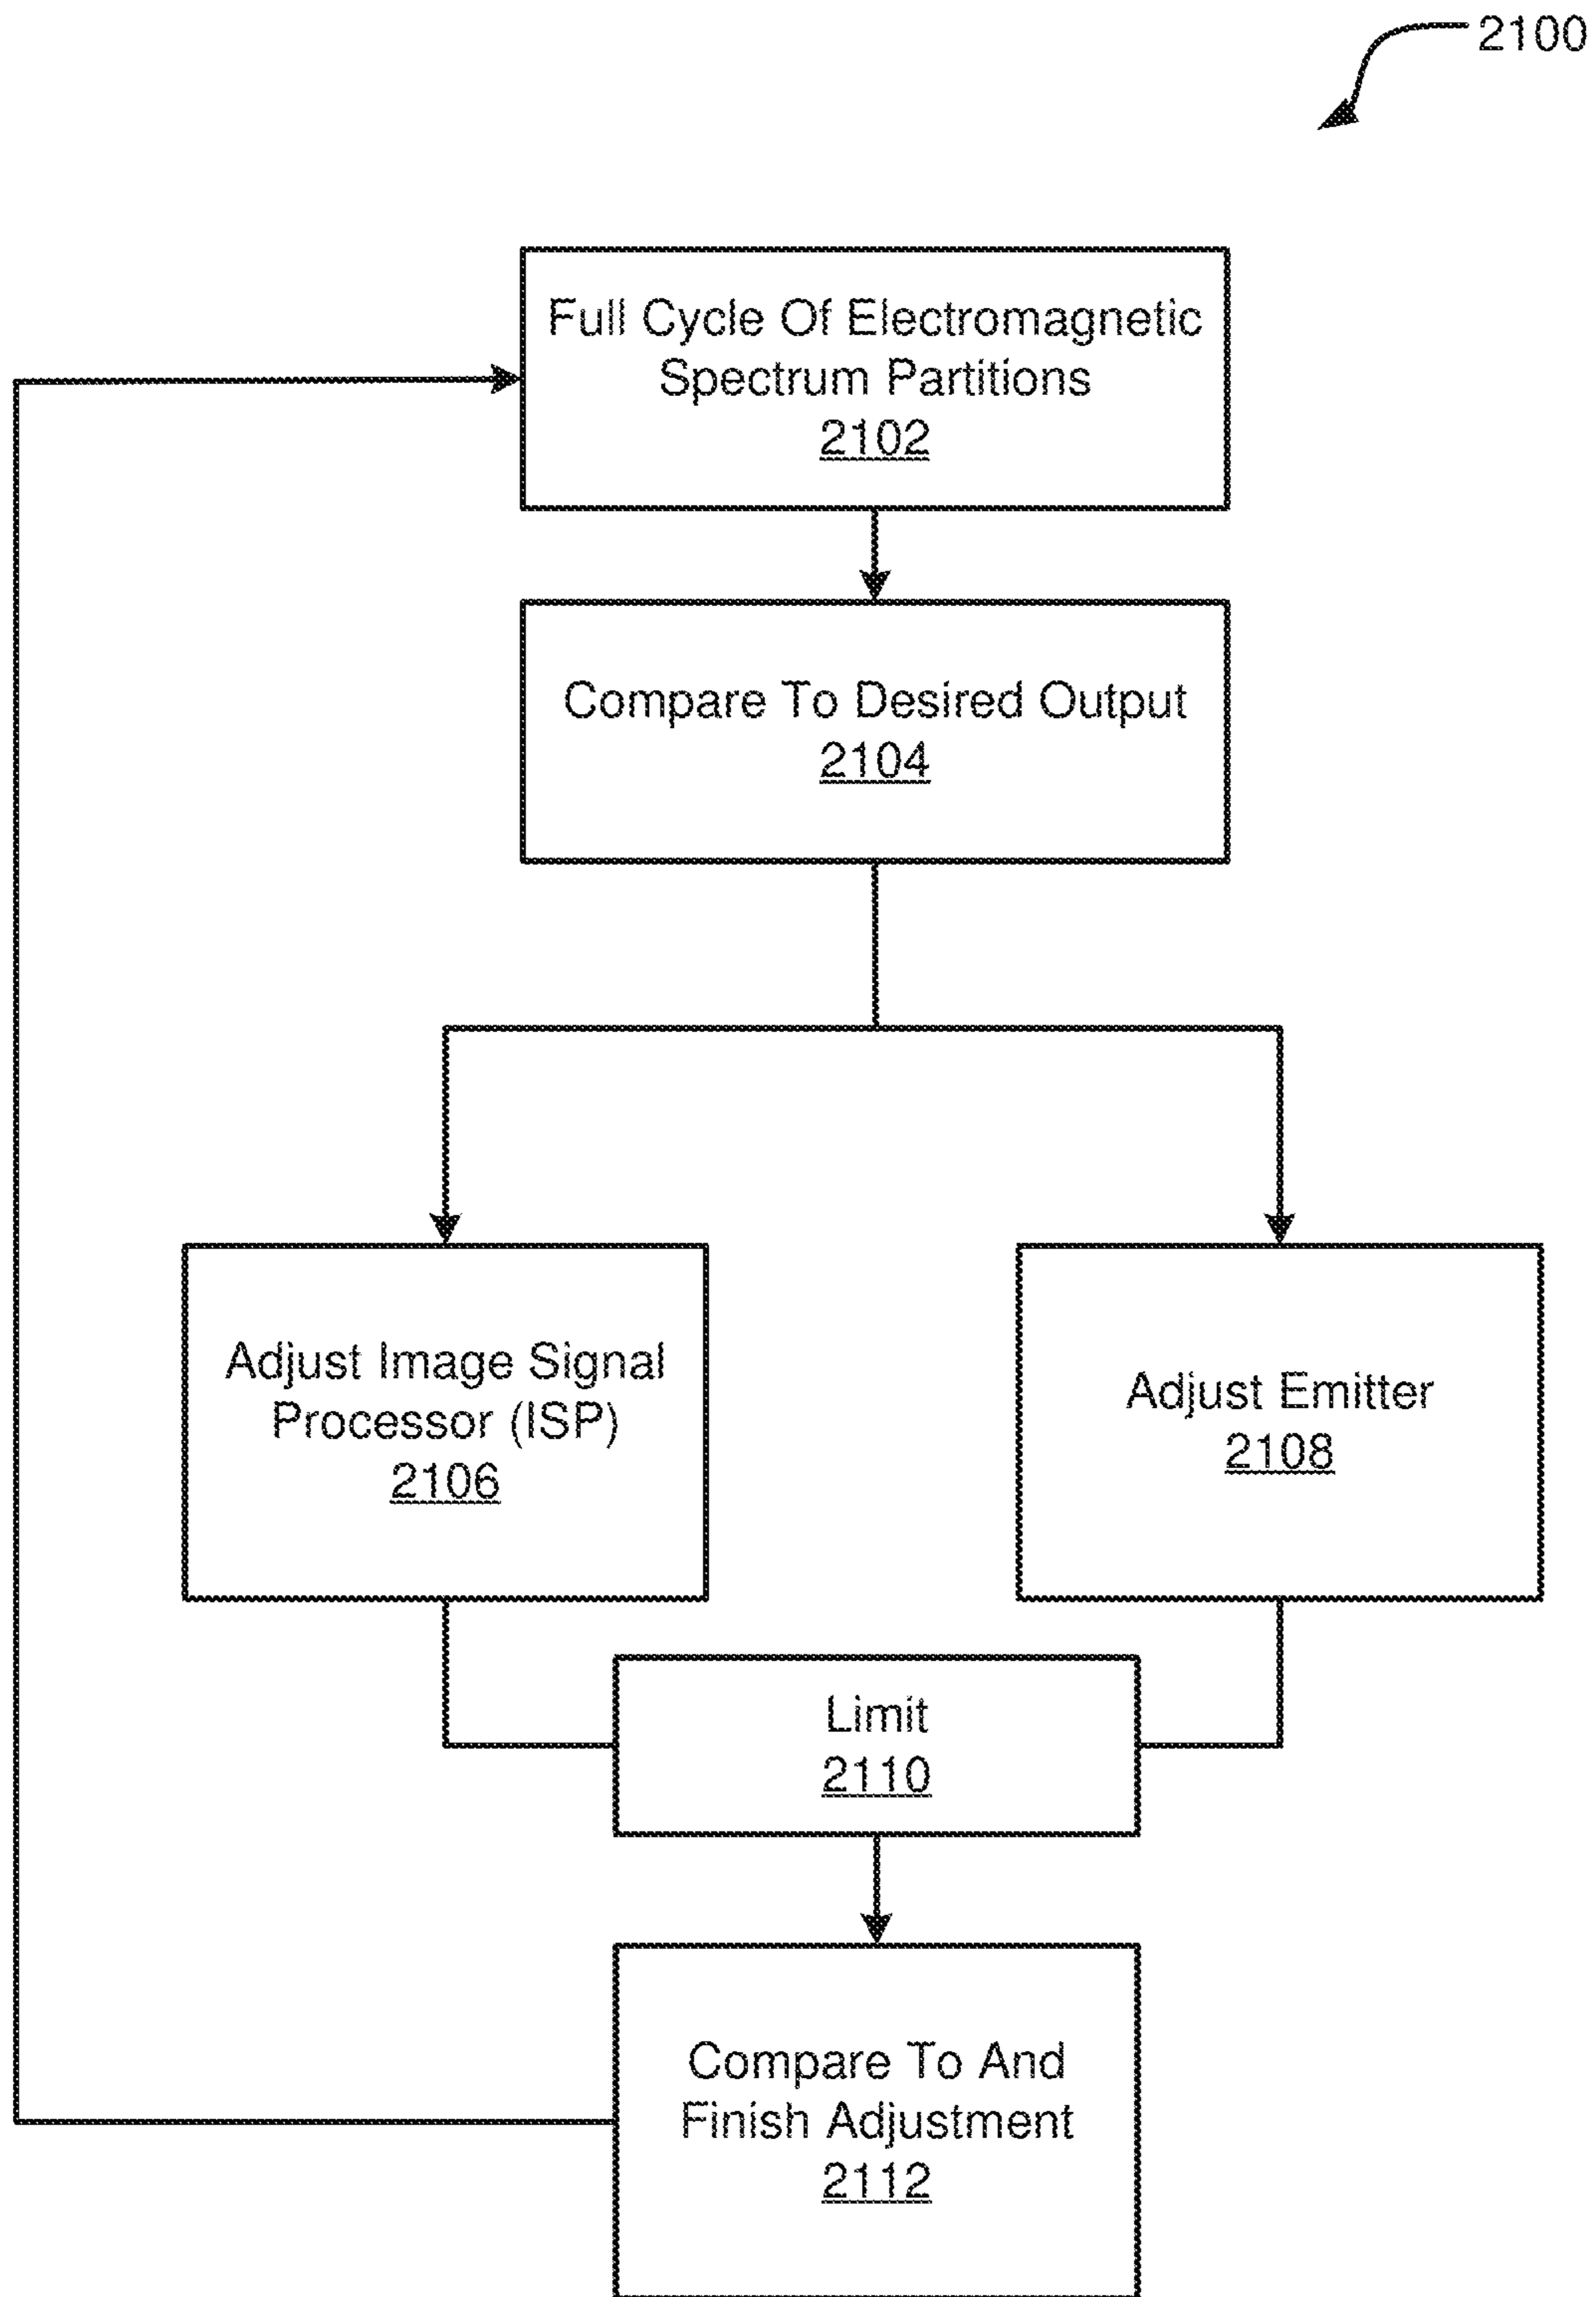 2100
Full Cycle Of Electromagnetic
Spectrum Partitions
2102
Compare To Desired Output
2104
Adjust Image Signal
Processor (ISP)
2106
Adjust Emitter
2108
Limit
2110
Compare To And
Finish Adjustment
2112